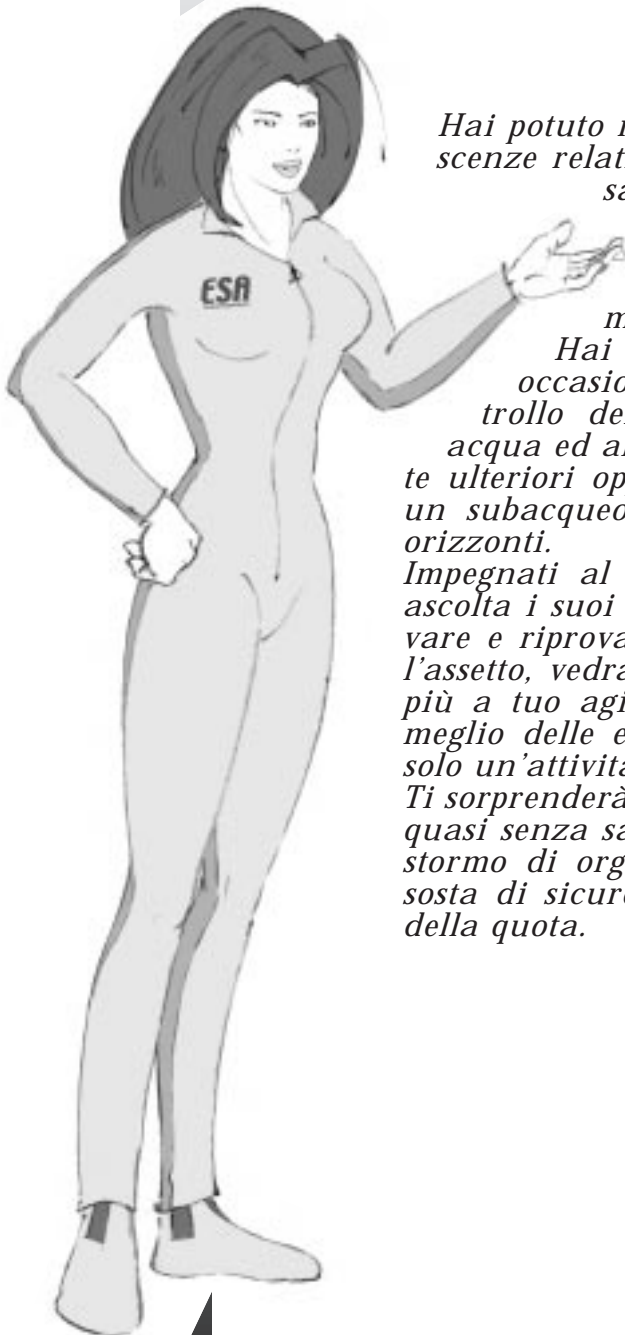 Hai potuto
scenze relati
sa
ESA
m
Hai
occasio
trollo de
acqua ed al
te ulteriori op
un subacqueo
orizzonti.
Impegnati al
ascolta i suoi
vare e riprova
l'assetto, vedra
più a tuo agi
meglio delle e
solo un'attività
Ti sorprenderà
quasi senza sa
stormo di org
sosta di sicur
della quota.